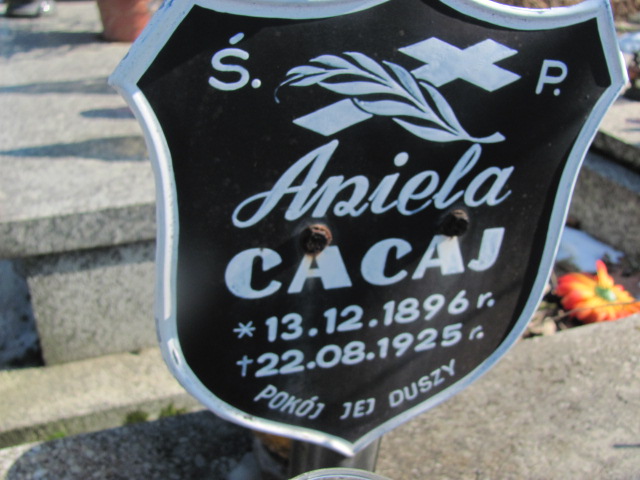 Ś. P.
Aniela
CACAJ
* 13.12.1896 r.
† 22.08.1925 r.
POKÓJ JEJ DUSZY